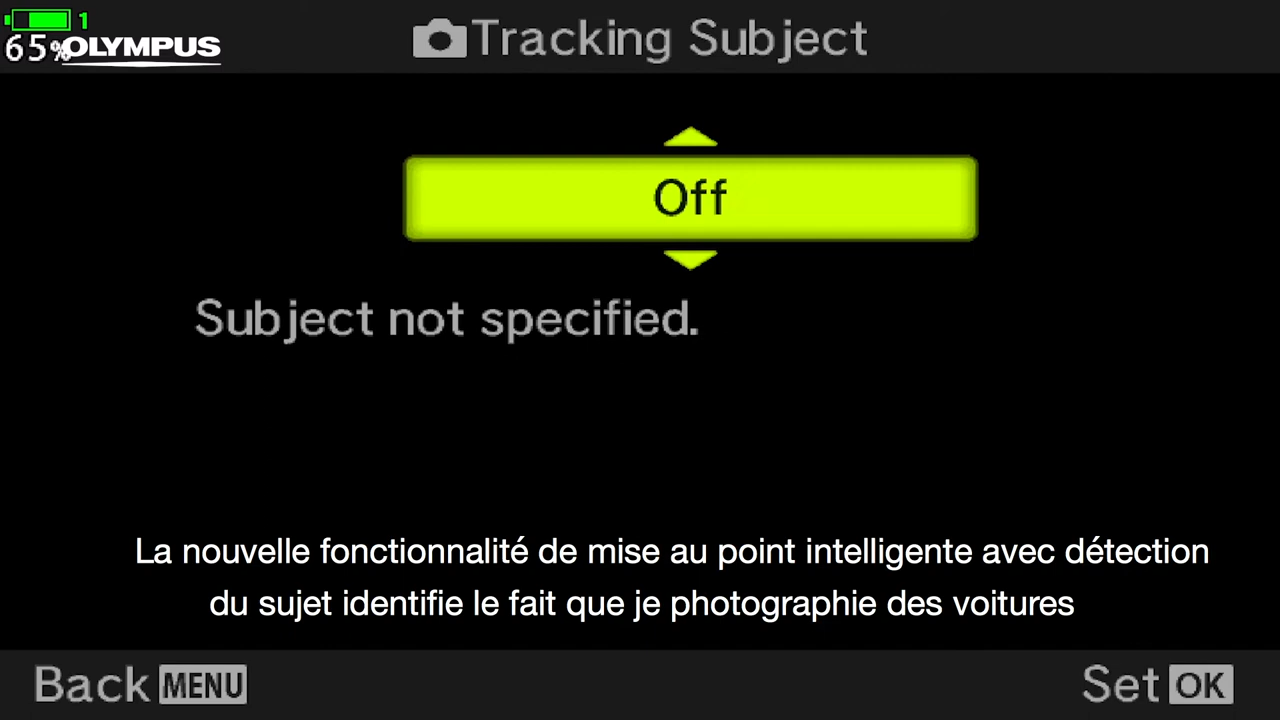 1
65%
OLYMPUS
Tracking Subject
Off
Subject not specified.
La nouvelle fonctionnalité de mise au point intelligente avec détection
du sujet identifie le fait que je photographie des voitures
Back MENU
Set OK